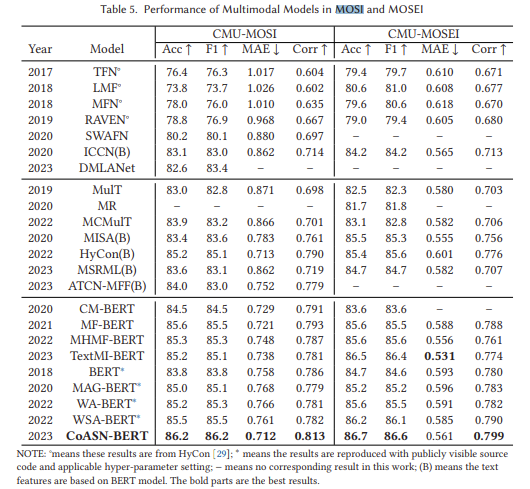 Table 5. Performance of Multimodal Models in MOSI and MOSEI
CMU-MOSI CMU-MOSEI
Year Model Acc ↑ F1 ↑ MAE ↓ Corr ↑ Acc ↑ F1 ↑ MAE ↓ Corr ↑
2017 TFN° 76.4 76.3 1.017 0.604 79.4 79.7 0.610 0.671
2018 LMF° 73.8 73.7 1.026 0.602 80.6 81.0 0.608 0.677
2018 MFN° 78.0 76.0 1.010 0.635 79.6 80.6 0.618 0.670
2019 RAVEN° 78.8 76.9 0.968 0.667 79.0 79.4 0.605 0.680
2020 SWAFN 80.2 80.1 0.880 0.697 – – – –
2020 ICCN(B) 83.1 83.0 0.862 0.714 84.2 84.2 0.565 0.713
2023 DMLANet 82.6 83.4 – – – – – –
2019 MulT 83.0 82.8 0.871 0.698 82.5 82.3 0.580 0.703
2020 MR – – – – 81.7 81.8 – –
2022 MCMulT 83.9 83.2 0.866 0.701 83.1 82.8 0.582 0.706
2020 MISA(B) 83.4 83.6 0.783 0.761 85.5 85.3 0.555 0.756
2022 HyCon(B) 85.2 85.1 0.713 0.790 85.4 85.6 0.601 0.776
2023 MSRML(B) 83.6 83.1 0.862 0.719 84.7 84.7 0.582 0.707
2023 ATCN-MFF(B) 84.0 83.0 0.752 0.779 – – – –
2020 CM-BERT 84.5 84.5 0.729 0.791 83.6 83.6 – –
2021 MF-BERT 85.6 85.5 0.721 0.793 85.6 85.5 0.588 0.788
2022 MHMF-BERT 85.3 85.3 0.748 0.787 85.6 85.6 0.556 0.761
2023 TextMI-BERT 85.2 85.1 0.738 0.781 86.5 86.4 0.531 0.774
2018 BERT* 83.8 83.8 0.758 0.786 84.7 84.6 0.593 0.780
2020 MAG-BERT* 85.0 85.1 0.768 0.779 85.2 85.2 0.596 0.783
2022 WA-BERT* 85.2 85.3 0.766 0.781 85.6 85.5 0.591 0.782
2022 WSA-BERT* 85.5 85.5 0.761 0.782 86.2 86.1 0.585 0.790
2023 CoASN-BERT 86.2 86.2 0.712 0.813 86.7 86.6 0.561 0.799
NOTE: °means these results are from HyCon [29]; * means the results are reproduced with publicly visible source
code and applicable hyper-parameter setting; – means no corresponding result in this work; (B) means the text
features are based on BERT model. The bold parts are the best results.